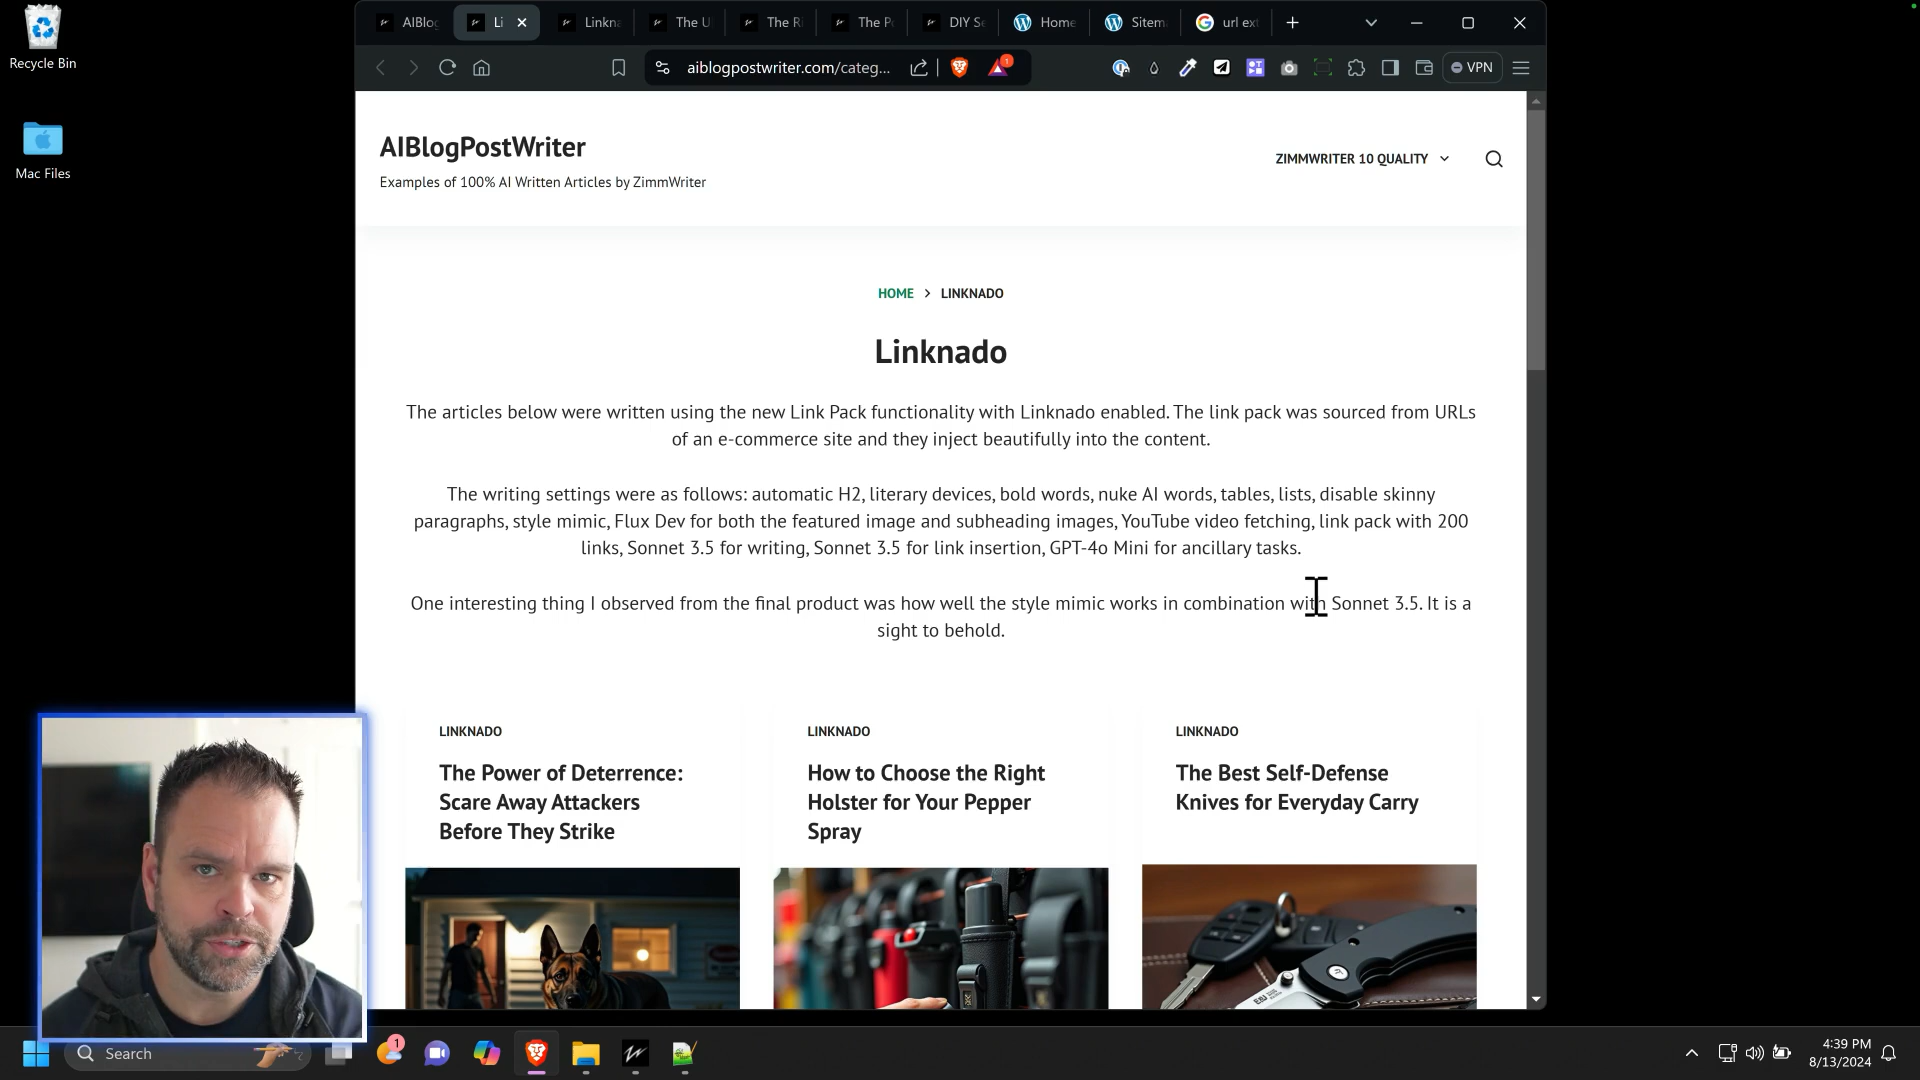 Recycle Bin
Mac Files
AIBlog
Li
Linkna
The U
The R
The P
DIY Se
Home
Sitem
url ext
aiblogpostwriter.com/categ...
1
VPN
AIBlogPostWriter
Examples of 100% AI Written Articles by ZimmWriter
ZIMMWRITER 10 QUALITY
HOME > LINKNADO
Linknado
The articles below were written using the new Link Pack functionality with Linknado enabled. The link pack was sourced from URLs
of an e-commerce site and they inject beautifully into the content.
The writing settings were as follows: automatic H2, literary devices, bold words, nuke AI words, tables, lists, disable skinny
paragraphs, style mimic, Flux Dev for both the featured image and subheading images, YouTube video fetching, link pack with 200
links, Sonnet 3.5 for writing, Sonnet 3.5 for link insertion, GPT-4o Mini for ancillary tasks.
One interesting thing I observed from the final product was how well the style mimic works in combination with Sonnet 3.5. It is a
sight to behold.
LINKNADO
The Power of Deterrence:
Scare Away Attackers
Before They Strike
LINKNADO
How to Choose the Right
Holster for Your Pepper
Spray
LINKNADO
The Best Self-Defense
Knives for Everyday Carry
Search
1
4:39 PM
8/13/2024